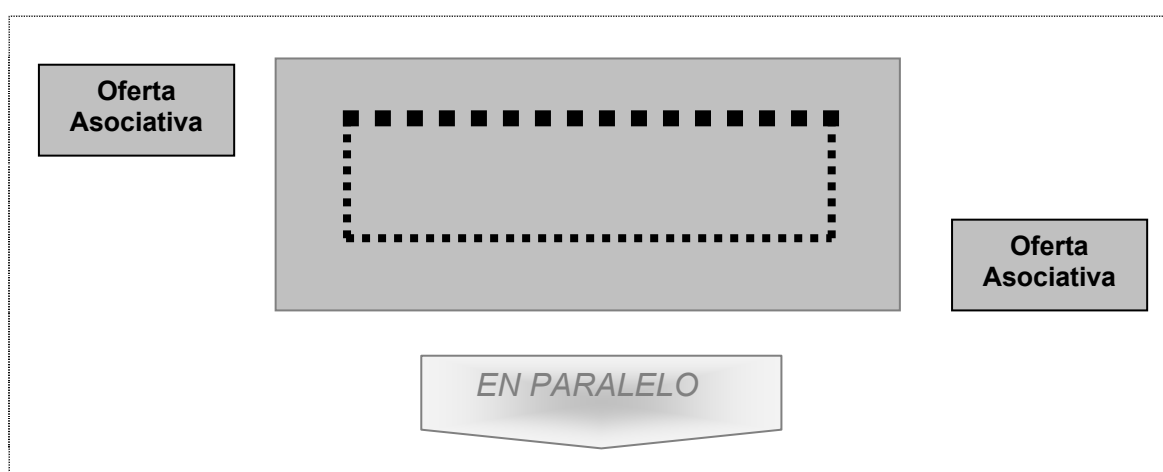 Oferta
Asociativa
Oferta
Asociativa
EN PARALELO